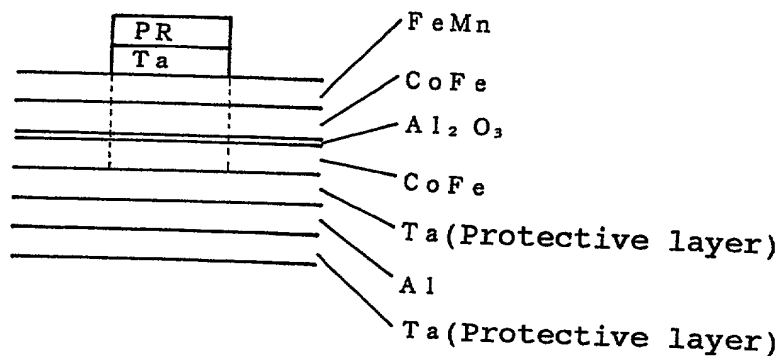 PR
Ta
FeMn
CoFe
Al₂O₃
CoFe
Ta(Protective layer)
Al
Ta(Protective layer)